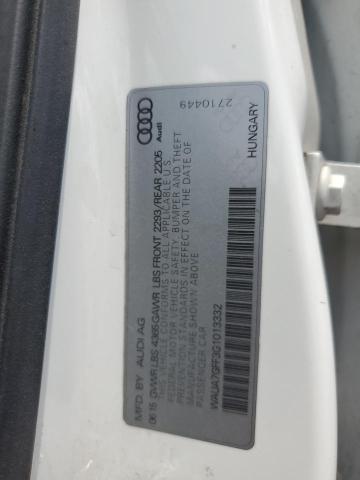 MFD. BY AUDI AG
06.15 GVWR LBS 4365 GAWR LBS FRONT 2293/REAR 2205
THIS VEHICLE CONFORMS TO ALL APPLICABLE U.S.
FEDERAL MOTOR VEHICLE SAFETY, BUMPER AND THEFT
PREVENTION STANDARDS IN EFFECT ON THE DATE OF
MANUFACTURE SHOWN ABOVE
PASSENGER CAR
WAUA7GFF3G1013332
Audi
2710449
HUNGARY